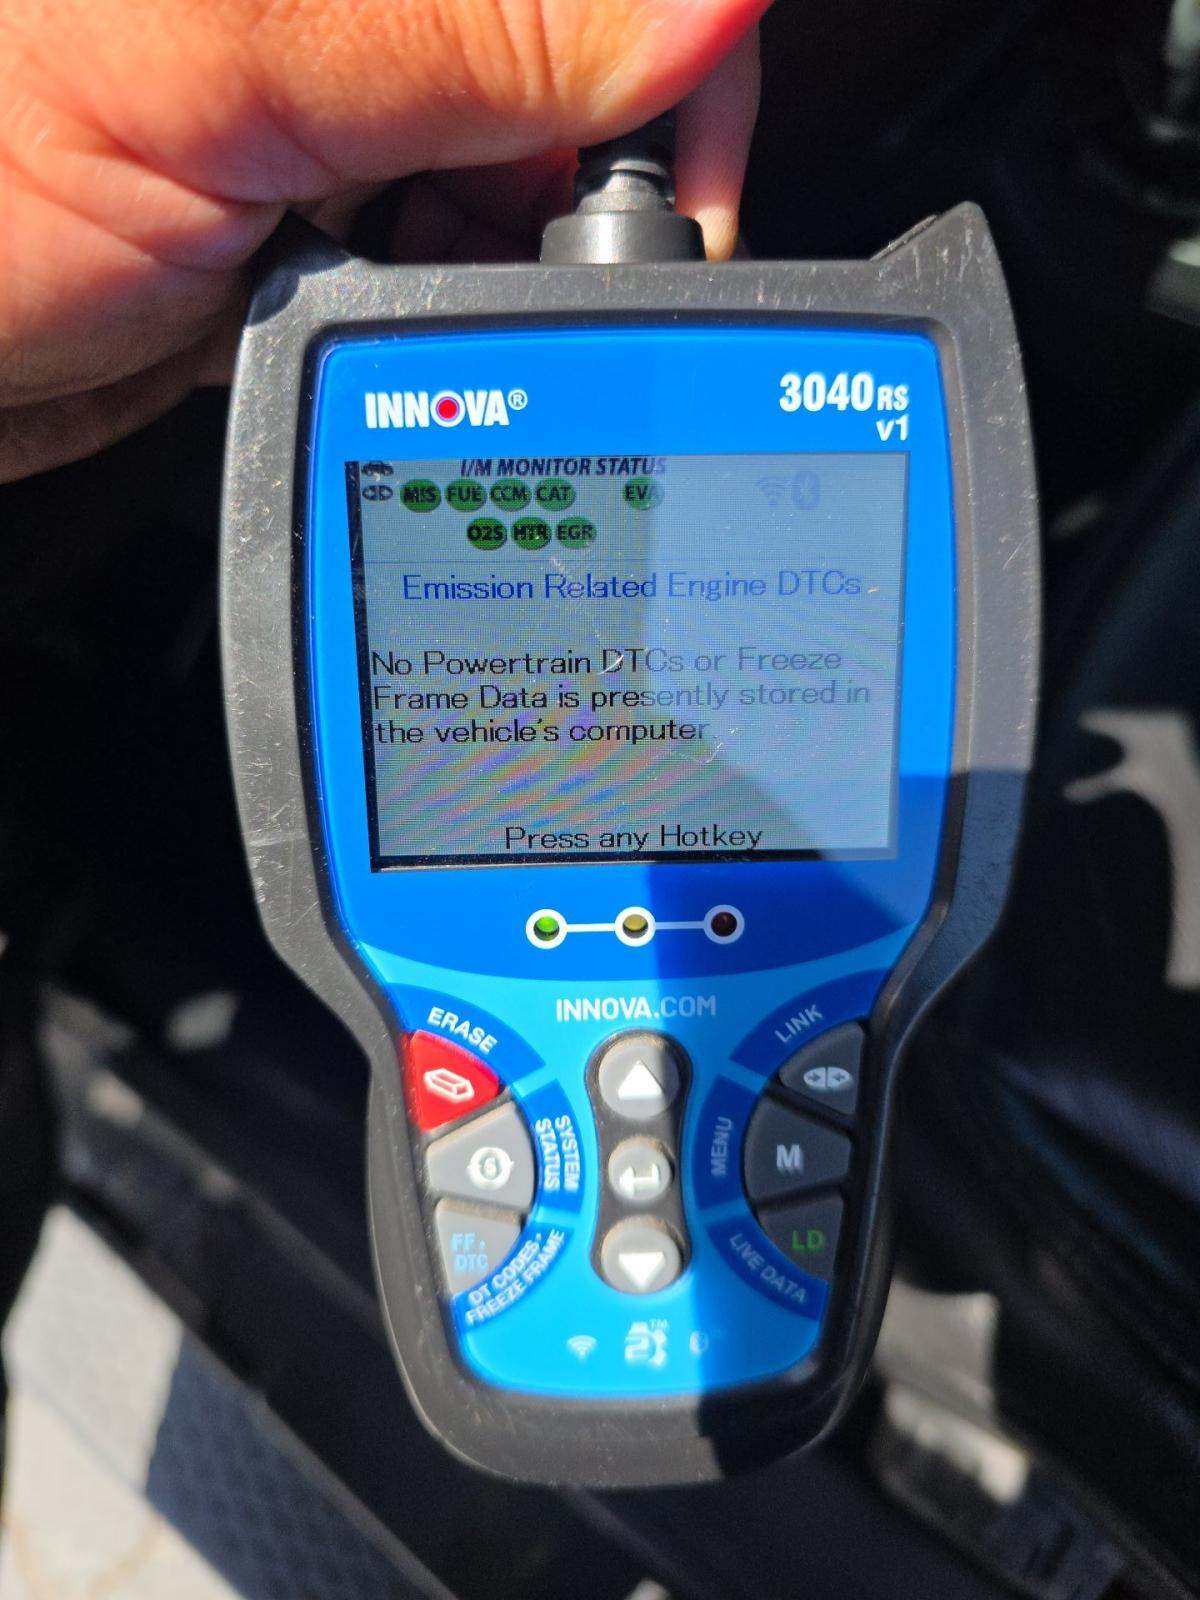 INNOVA®
3040RS
v1
I/M MONITOR STATUS
MIS FUE CCM CAT EVA
O2S HTR EGR
Emission Related Engine DTCs
No Powertrain DTCs or Freeze
Frame Data is presently stored in
the vehicle's computer
Press any Hotkey
INNOVA.COM
ERASE
LINK
SYSTEM
STATUS
S
MENU
M
FF
DTC
DT CODES
FREEZE FRAME
LD
LIVE DATA
TM